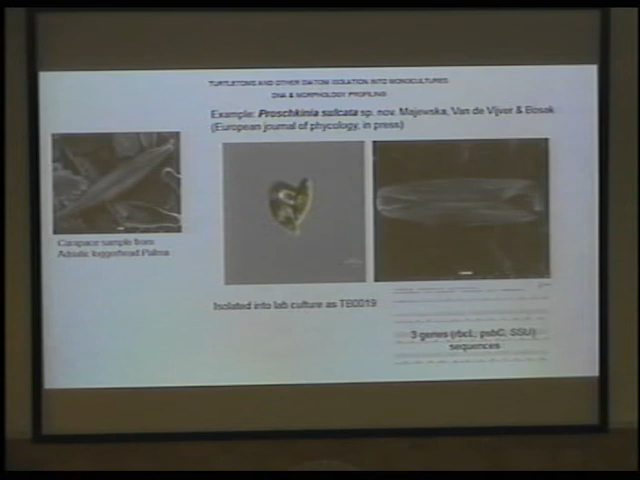 TURTLETONS AND OTHER DIATOM ISOLATION INTO MONOCULTURES
DNA & MORPHOLOGY PROFILING
Example: Proschkinia sulcata sp. nov. Majewska, Van de Vijver & Bosak
(European journal of phycology, in press)
Carapace sample from
Adriatic loggerhead Palma
Isolated into lab culture as TB0019
3 genes (rbcL, psbC, SSU)
sequences